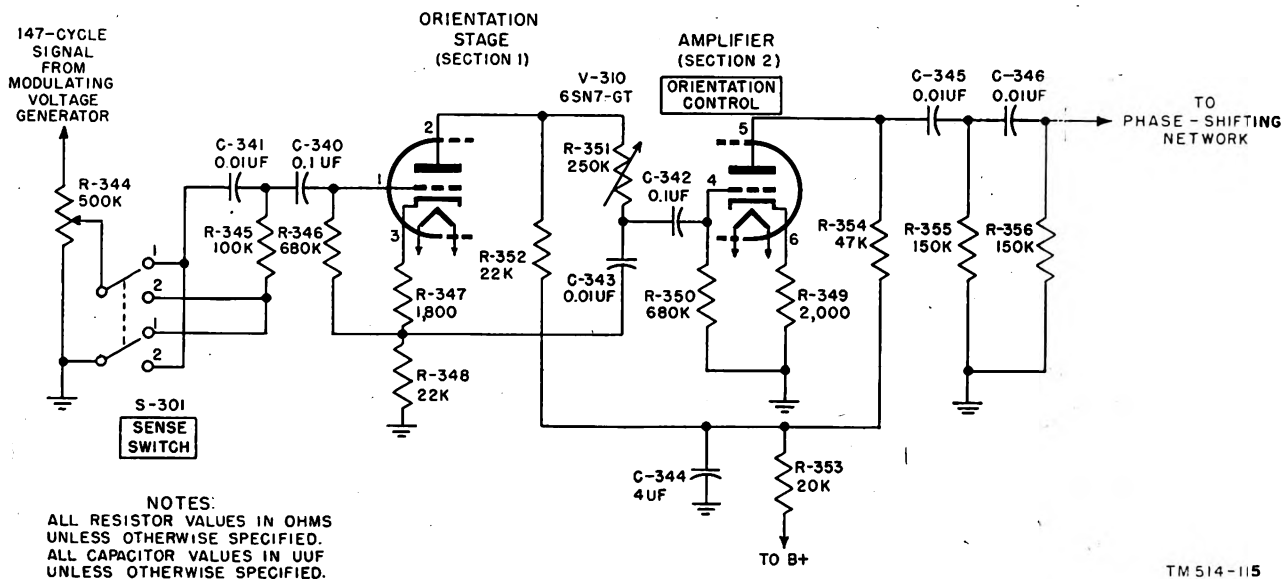 ORIENTATION
STAGE
(SECTION 1)
147-CYCLE
SIGNAL
FROM
MODULATING
VOLTAGE
GENERATOR
AMPLIFIER
(SECTION 2)
ORIENTATION
CONTROL
V-310
6SN7-GT
C-345
0.01UF
C-346
0.01UF
TO
PHASE-SHIFTING
NETWORK
C-341
0.01UF
C-340
0.1UF
R-344
500K
R-345
100K
R-346
680K
1
2
3
R-347
1,800
R-348
22K
R-352
22K
R-351
250K
C-342
0.1UF
C-343
0.01UF
4
5
6
R-350
680K
R-349
2,000
R-354
47K
R-355
150K
R-356
150K
1
2
1
2
S-301
SENSE
SWITCH
C-344
4UF
R-353
20K
TO B+
NOTES:
ALL RESISTOR VALUES IN OHMS
UNLESS OTHERWISE SPECIFIED.
ALL CAPACITOR VALUES IN UUF
UNLESS OTHERWISE SPECIFIED.
TM514-115